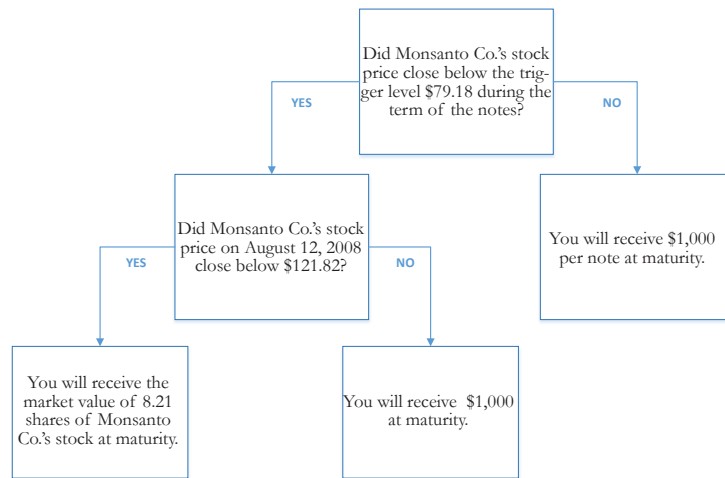 Did Monsanto Co.'s stock
price close below the trig-
ger level $79.18 during the
term of the notes?
YES
NO
Did Monsanto Co.'s stock
price on August 12, 2008
close below $121.82?
You will receive $1,000
per note at maturity.
YES
NO
You will receive the
market value of 8.21
shares of Monsanto
Co.'s stock at maturity.
You will receive $1,000
at maturity.